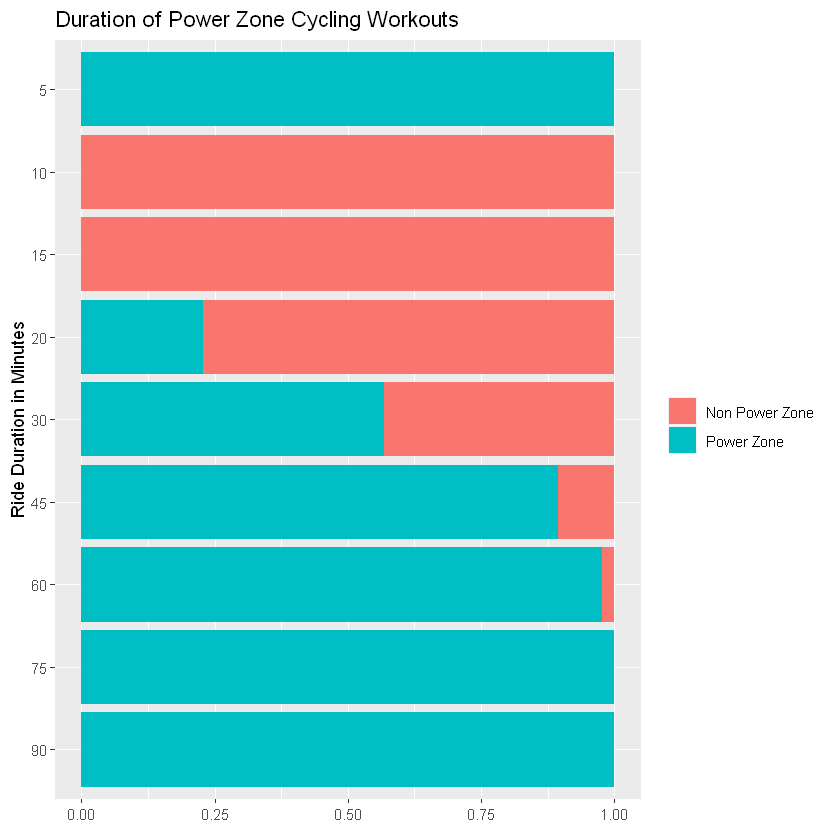 Duration of Power Zone Cycling Workouts
Ride Duration in Minutes
5
10
15
20
30
45
60
75
90
0.00 0.25 0.50 0.75 1.00
Non Power Zone
Power Zone